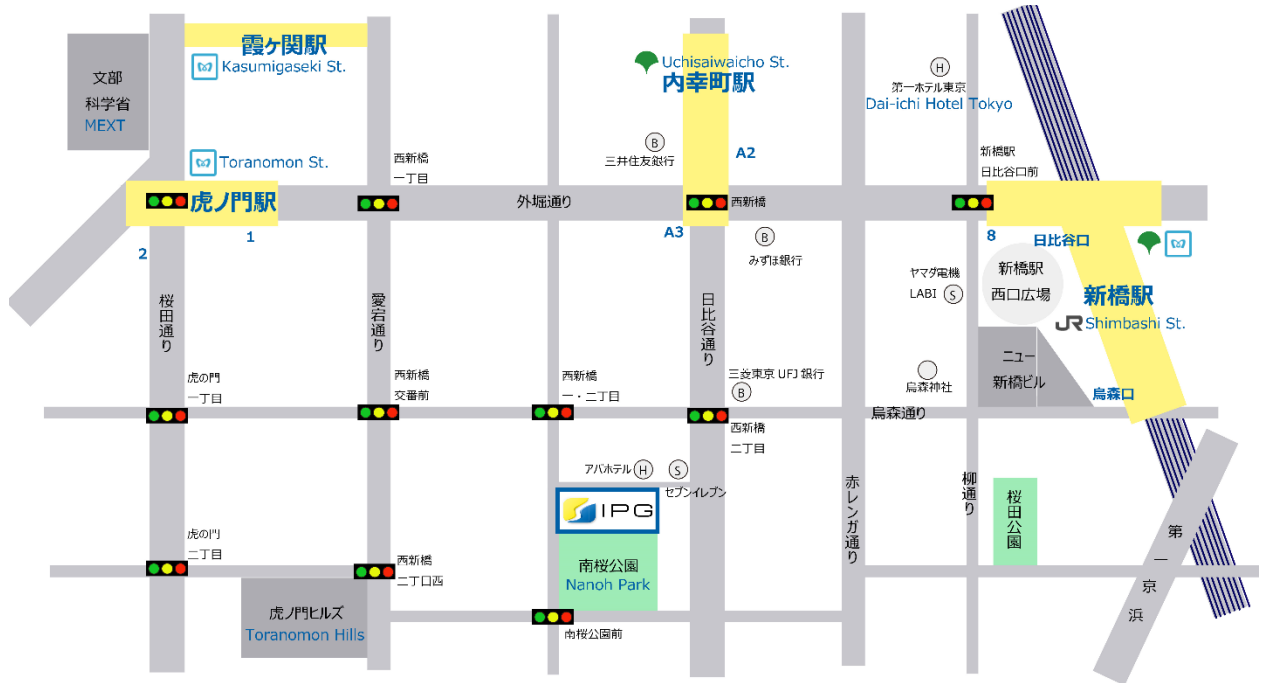 霞ヶ関駅
Kasumigaseki St.
文部
科学省
MEXT
Uchisaiwaicho St.
内幸町駅
H
第一ホテル東京
Dai-ichi Hotel Tokyo
B
三井住友銀行
A2
Toranomon St.
西新橋
一丁目
新橋駅
日比谷口前
虎ノ門駅
外堀通り
西新橋
1
2
A3
B
みずほ銀行
8
日比谷口
新橋駅
西口広場
ヤマダ電機
LABI S
新橋駅
JR Shimbashi St.
桜田通り
愛宕通り
日比谷通り
ニュー
新橋ビル
烏森神社
烏森口
虎の門
一丁目
西新橋
交番前
西新橋
一・二丁目
三菱東京 UFJ 銀行
B
烏森通り
西新橋
二丁目
アパホテル H
S
セブンイレブン
IPG
赤レンガ通り
柳通り
桜田公園
第一京浜
虎の門
二丁目
西新橋
二丁口西
南桜公園
Nanoh Park
虎ノ門ヒルズ
Toranomon Hills
南桜公園前